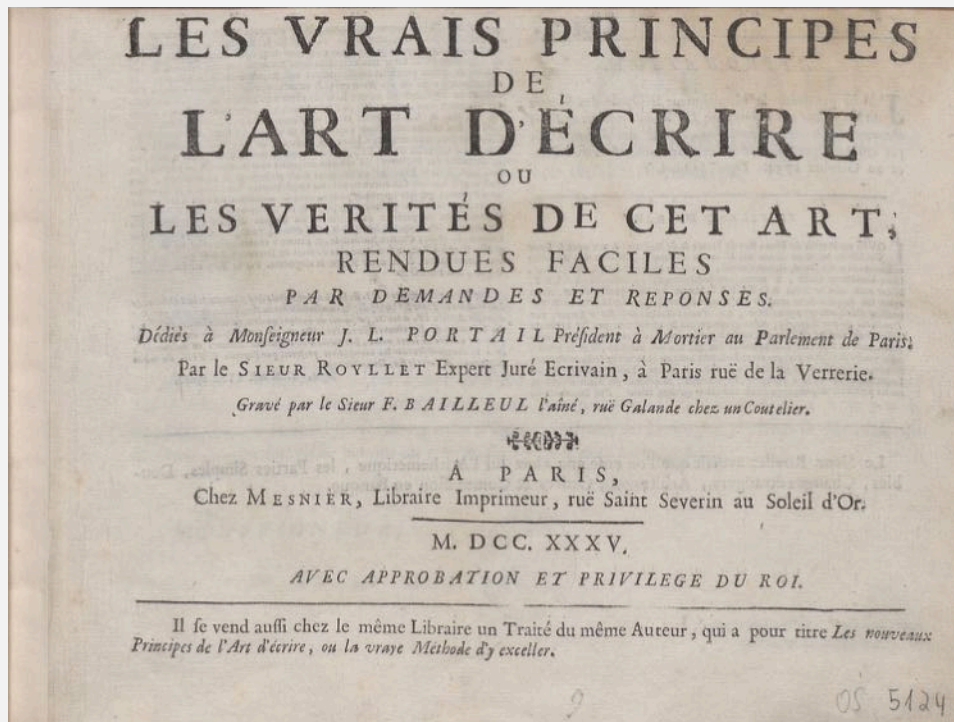 LES VRAIS PRINCIPES
DE
L'ART D'ÉCRIRE
OU
LES VERITÉS DE CET ART,
RENDUES FACILES
PAR DEMANDES ET REPONSES.
Dédiès à Monseigneur J. L. PORTAIL Président à Mortier au Parlement de Paris.
Par le SIEUR ROYLLET Expert Juré Ecrivain, à Paris ruë de la Verrerie.
Gravé par le Sieur F. BAILLEUL l'aîné, ruë Galande chez un Coutelier.
À PARIS,
Chez MESNIER, Libraire Imprimeur, ruë Saint Severin au Soleil d'Or.
M. DCC. XXXV.
AVEC APPROBATION ET PRIVILEGE DU ROI.
Il se vend aussi chez le même Libraire un Traité du même Auteur, qui a pour titre Les nouveaux
Principes de l'Art d'écrire, ou la vraye Méthode d'y exceller.
9 OS 5124